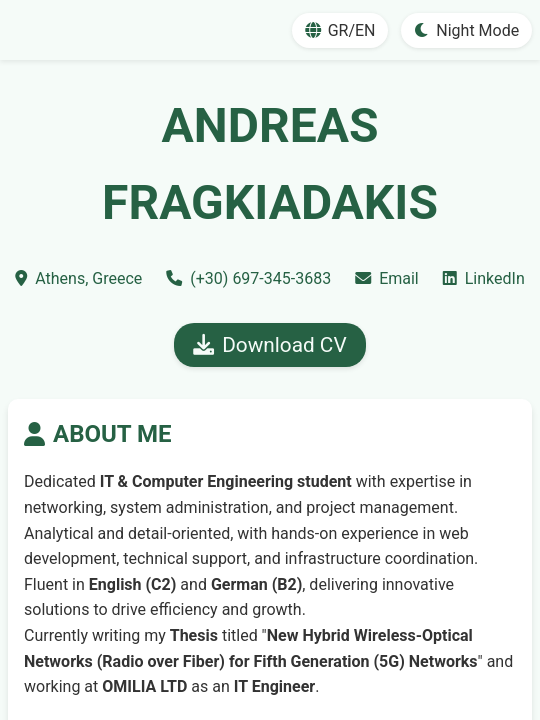 GR/EN Night Mode
ANDREAS
FRAGKIADAKIS
Athens, Greece (+30) 697-345-3683 Email LinkedIn
Download CV
ABOUT ME
Dedicated IT & Computer Engineering student with expertise in
networking, system administration, and project management.
Analytical and detail-oriented, with hands-on experience in web
development, technical support, and infrastructure coordination.
Fluent in English (C2) and German (B2), delivering innovative
solutions to drive efficiency and growth.
Currently writing my Thesis titled "New Hybrid Wireless-Optical
Networks (Radio over Fiber) for Fifth Generation (5G) Networks" and
working at OMILIA LTD as an IT Engineer.